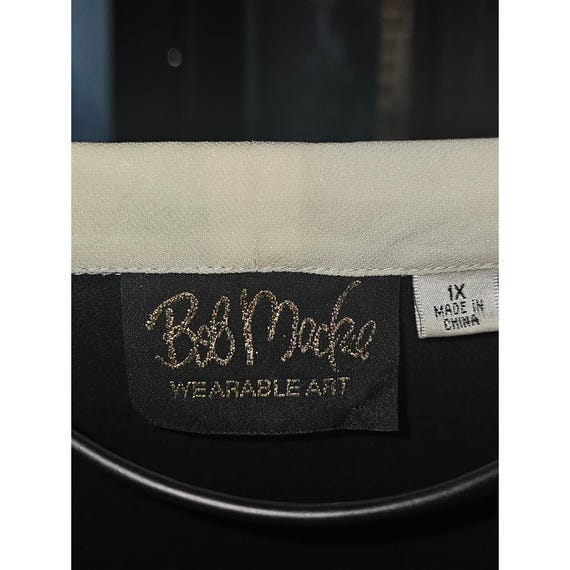 Bob Mackie
WEARABLE ART
1X
MADE IN
CHINA